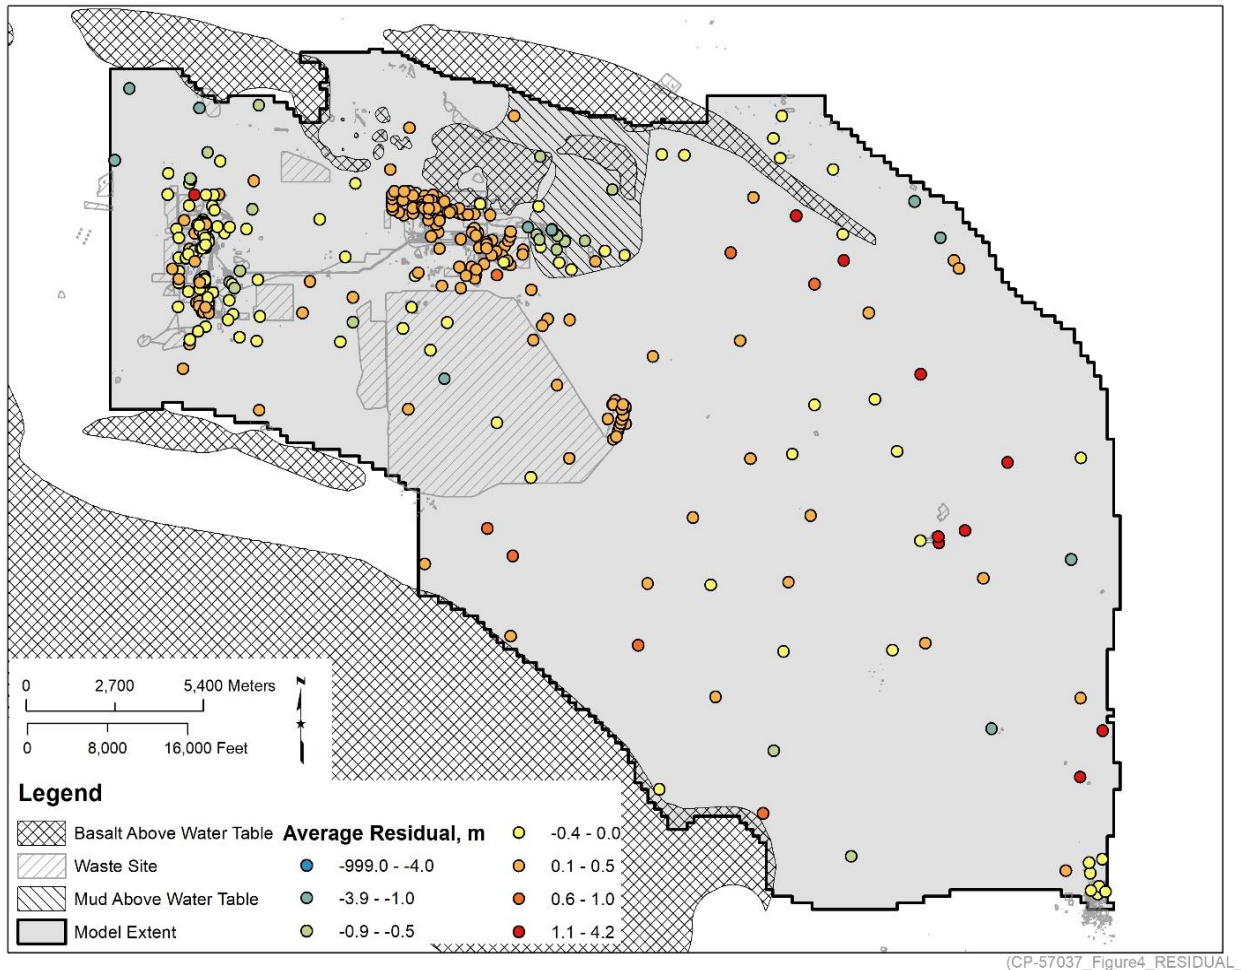 0 2,700 5,400 Meters
N
0 8,000 16,000 Feet
Legend
Basalt Above Water Table
Waste Site
Mud Above Water Table
Model Extent
Average Residual, m
-999.0 - -4.0
-3.9 - -1.0
-0.9 - -0.5
-0.4 - 0.0
0.1 - 0.5
0.6 - 1.0
1.1 - 4.2
(CP-57037_Figure4_RESIDUAL_